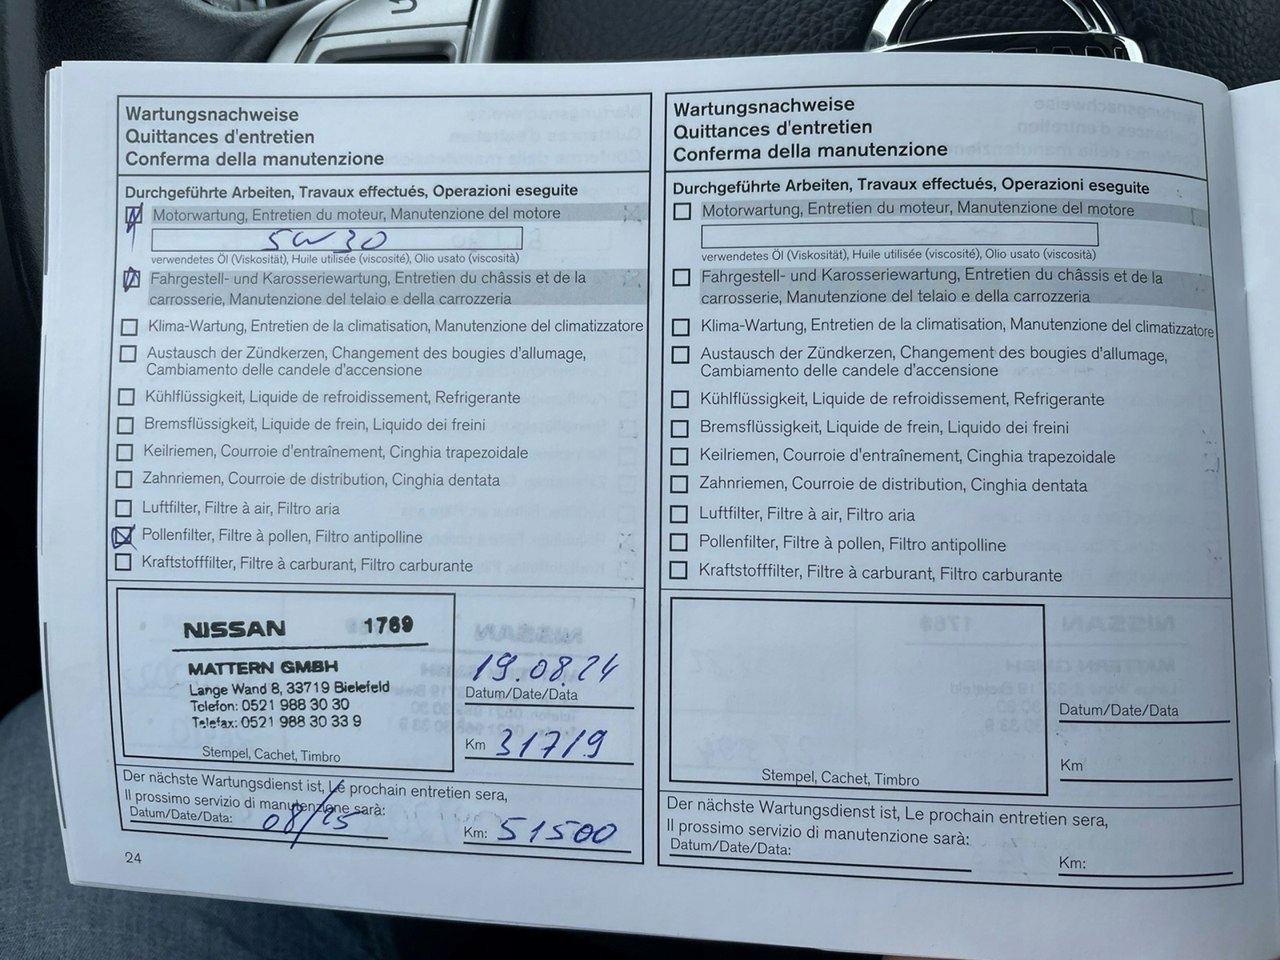 Wartungsnachweise
Quittances d'entretien
Conferma della manutenzione
Durchgeführte Arbeiten, Travaux effectués, Operazioni eseguite
Motorwartung, Entretien du moteur, Manutenzione del motore
5W30
verwendetes Öl (Viskosität), Huile utilisée (viscosité), Olio usato (viscosità)
Fahrgestell- und Karosseriewartung, Entretien du châssis et de la
carrosserie, Manutenzione del telaio e della carrozzeria
Klima-Wartung, Entretien de la climatisation, Manutenzione del climatizzatore
Austausch der Zündkerzen, Changement des bougies d'allumage,
Cambiamento delle candele d'accensione
Kühlflüssigkeit, Liquide de refroidissement, Refrigerante
Bremsflüssigkeit, Liquide de frein, Liquido dei freini
Keilriemen, Courroie d'entraînement, Cinghia trapezoidale
Zahnriemen, Courroie de distribution, Cinghia dentata
Luftfilter, Filtre à air, Filtro aria
Pollenfilter, Filtre à pollen, Filtro antipolline
Kraftstofffilter, Filtre à carburant, Filtro carburante
NISSAN 1769
MATTERN GMBH
Lange Wand 8, 33719 Bielefeld
Telefon: 0521 988 30 30
Telefax: 0521 988 30 33 9
Stempel, Cachet, Timbro
19.08.24
Datum/Date/Data
Km 31719
Der nächste Wartungsdienst ist, Le prochain entretien sera,
Il prossimo servizio di manutenzione sarà:
Datum/Date/Data: 08/25 Km: 51500
24
Wartungsnachweise
Quittances d'entretien
Conferma della manutenzione
Durchgeführte Arbeiten, Travaux effectués, Operazioni eseguite
Motorwartung, Entretien du moteur, Manutenzione del motore
verwendetes Öl (Viskosität), Huile utilisée (viscosité), Olio usato (viscosità)
Fahrgestell- und Karosseriewartung, Entretien du châssis et de la
carrosserie, Manutenzione del telaio e della carrozzeria
Klima-Wartung, Entretien de la climatisation, Manutenzione del climatizzatore
Austausch der Zündkerzen, Changement des bougies d'allumage,
Cambiamento delle candele d'accensione
Kühlflüssigkeit, Liquide de refroidissement, Refrigerante
Bremsflüssigkeit, Liquide de frein, Liquido dei freini
Keilriemen, Courroie d'entraînement, Cinghia trapezoidale
Zahnriemen, Courroie de distribution, Cinghia dentata
Luftfilter, Filtre à air, Filtro aria
Pollenfilter, Filtre à pollen, Filtro antipolline
Kraftstofffilter, Filtre à carburant, Filtro carburante
Stempel, Cachet, Timbro
Datum/Date/Data
Km
Der nächste Wartungsdienst ist, Le prochain entretien sera,
Il prossimo servizio di manutenzione sarà:
Datum/Date/Data: Km: